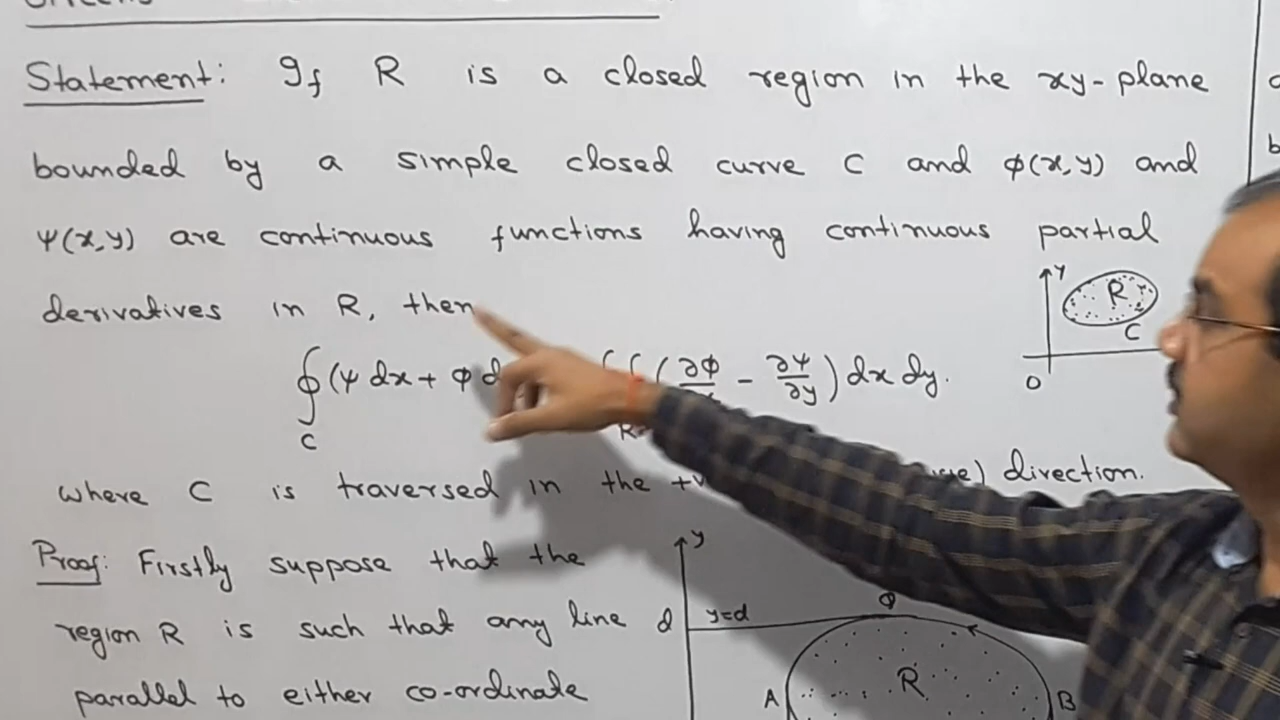 Statement: If R is a closed region in the xy-plane
bounded by a simple closed curve C and ϕ(x,y) and
ψ(x,y) are continuous functions having continuous partial
derivatives in R, then
y
R
C
O
∮ (ψ dx + ϕ d ∫∫ (∂ϕ - ∂ψ/∂y) dx dy.
C
R
where C is traversed in the direction.
Proof: Firstly suppose that the
region R is such that any line
parallel to either co-ordinate
y
d
y=d
Q
R
A
B